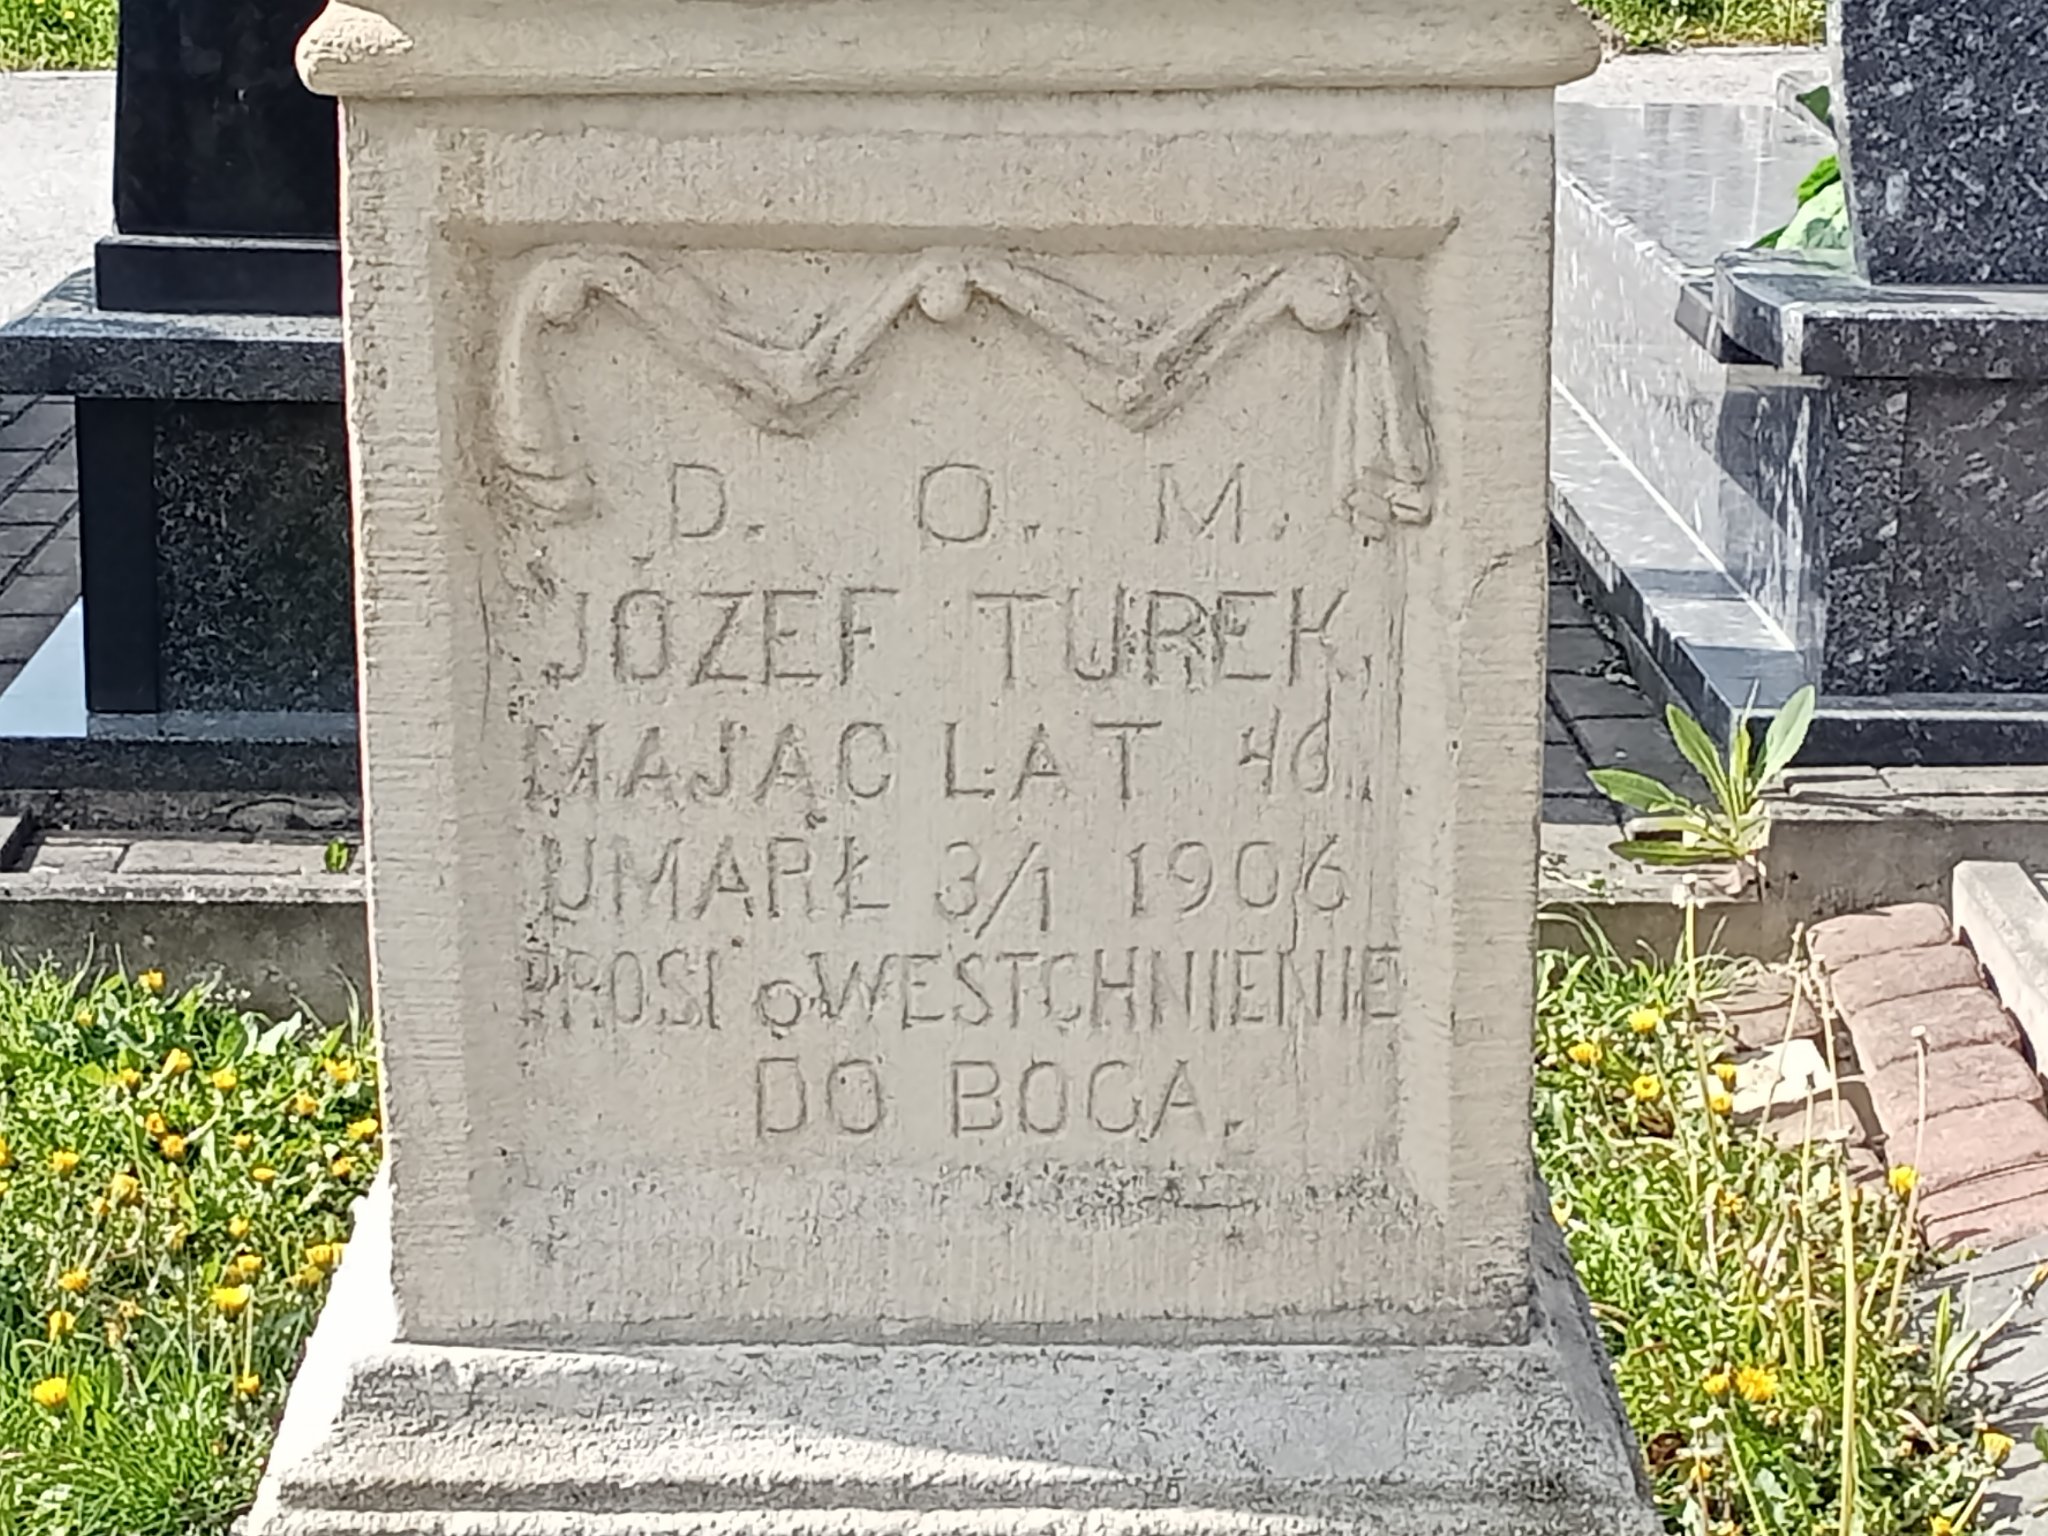 D. O. M.
JÓZEF TUREK,
MAJĄC LAT 46.
UMARŁ 3/1 1906
PROSI o WESTCHNIENIE
DO BOGA.